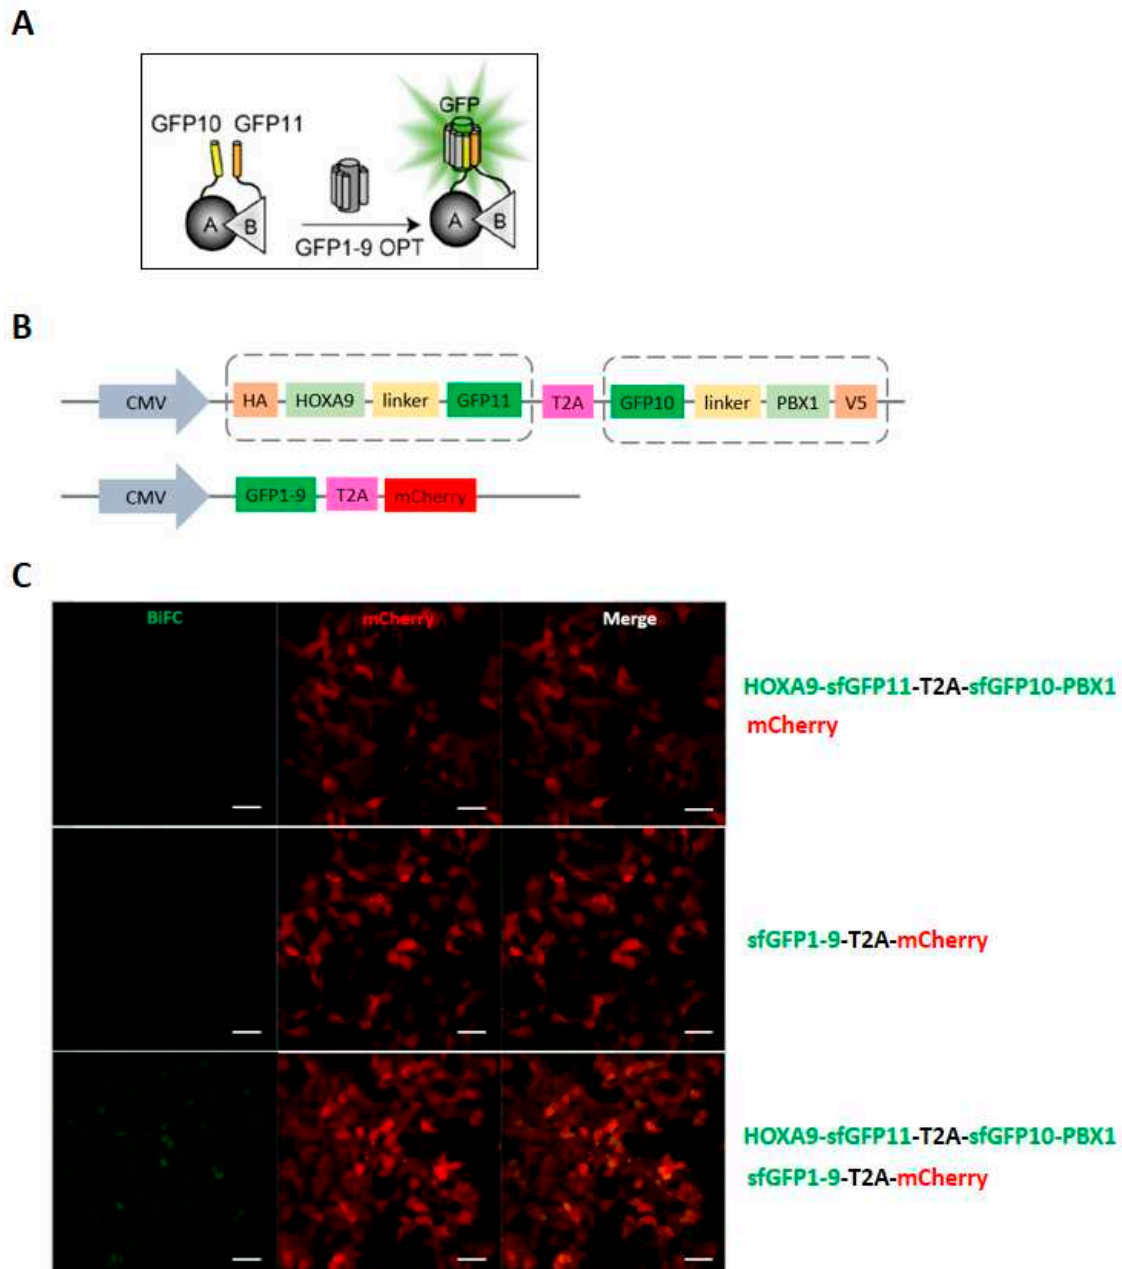 A
GFP10 GFP11
GFP
A B
GFP1-9 OPT
A B
B
CMV HA HOXA9 linker GFP11 T2A GFP10 linker PBX1 V5
CMV GFP1-9 T2A mCherry
C
BiFC mCherry Merge
HOXA9-sfGFP11-T2A-sfGFP10-PBX1
mCherry
sfGFP1-9-T2A-mCherry
HOXA9-sfGFP11-T2A-sfGFP10-PBX1
sfGFP1-9-T2A-mCherry